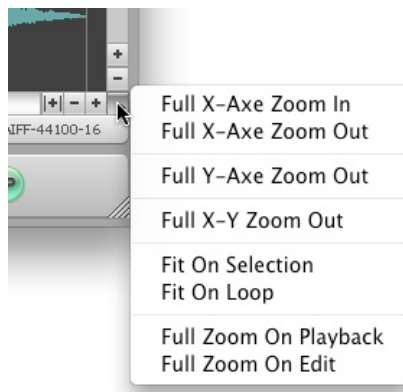 +
−
|+| − +
AIFF-44100-16
Full X-Axe Zoom In
Full X-Axe Zoom Out
Full Y-Axe Zoom Out
Full X-Y Zoom Out
Fit On Selection
Fit On Loop
Full Zoom On Playback
Full Zoom On Edit